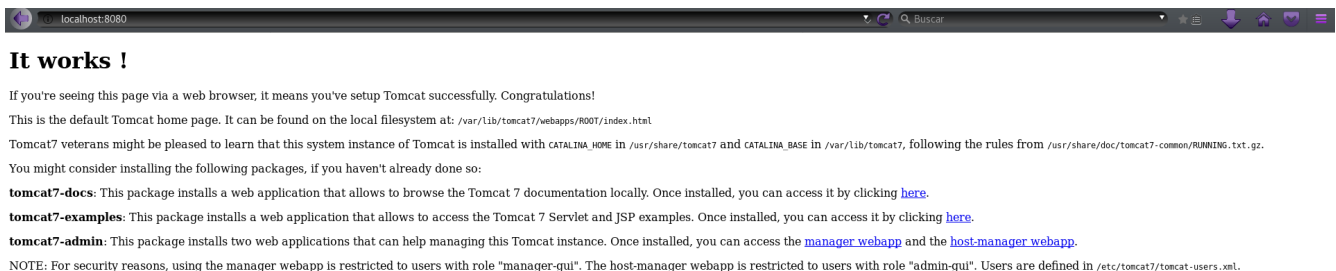 localhost:8080
Buscar
It works !
If you're seeing this page via a web browser, it means you've setup Tomcat successfully. Congratulations!
This is the default Tomcat home page. It can be found on the local filesystem at: /var/lib/tomcat7/webapps/ROOT/index.html
Tomcat7 veterans might be pleased to learn that this system instance of Tomcat is installed with CATALINA_HOME in /usr/share/tomcat7 and CATALINA_BASE in /var/lib/tomcat7, following the rules from /usr/share/doc/tomcat7-common/RUNNING.txt.gz.
You might consider installing the following packages, if you haven't already done so:
tomcat7-docs: This package installs a web application that allows to browse the Tomcat 7 documentation locally. Once installed, you can access it by clicking here.
tomcat7-examples: This package installs a web application that allows to access the Tomcat 7 Servlet and JSP examples. Once installed, you can access it by clicking here.
tomcat7-admin: This package installs two web applications that can help managing this Tomcat instance. Once installed, you can access the manager webapp and the host-manager webapp.
NOTE: For security reasons, using the manager webapp is restricted to users with role "manager-gui". The host-manager webapp is restricted to users with role "admin-gui". Users are defined in /etc/tomcat7/tomcat-users.xml.